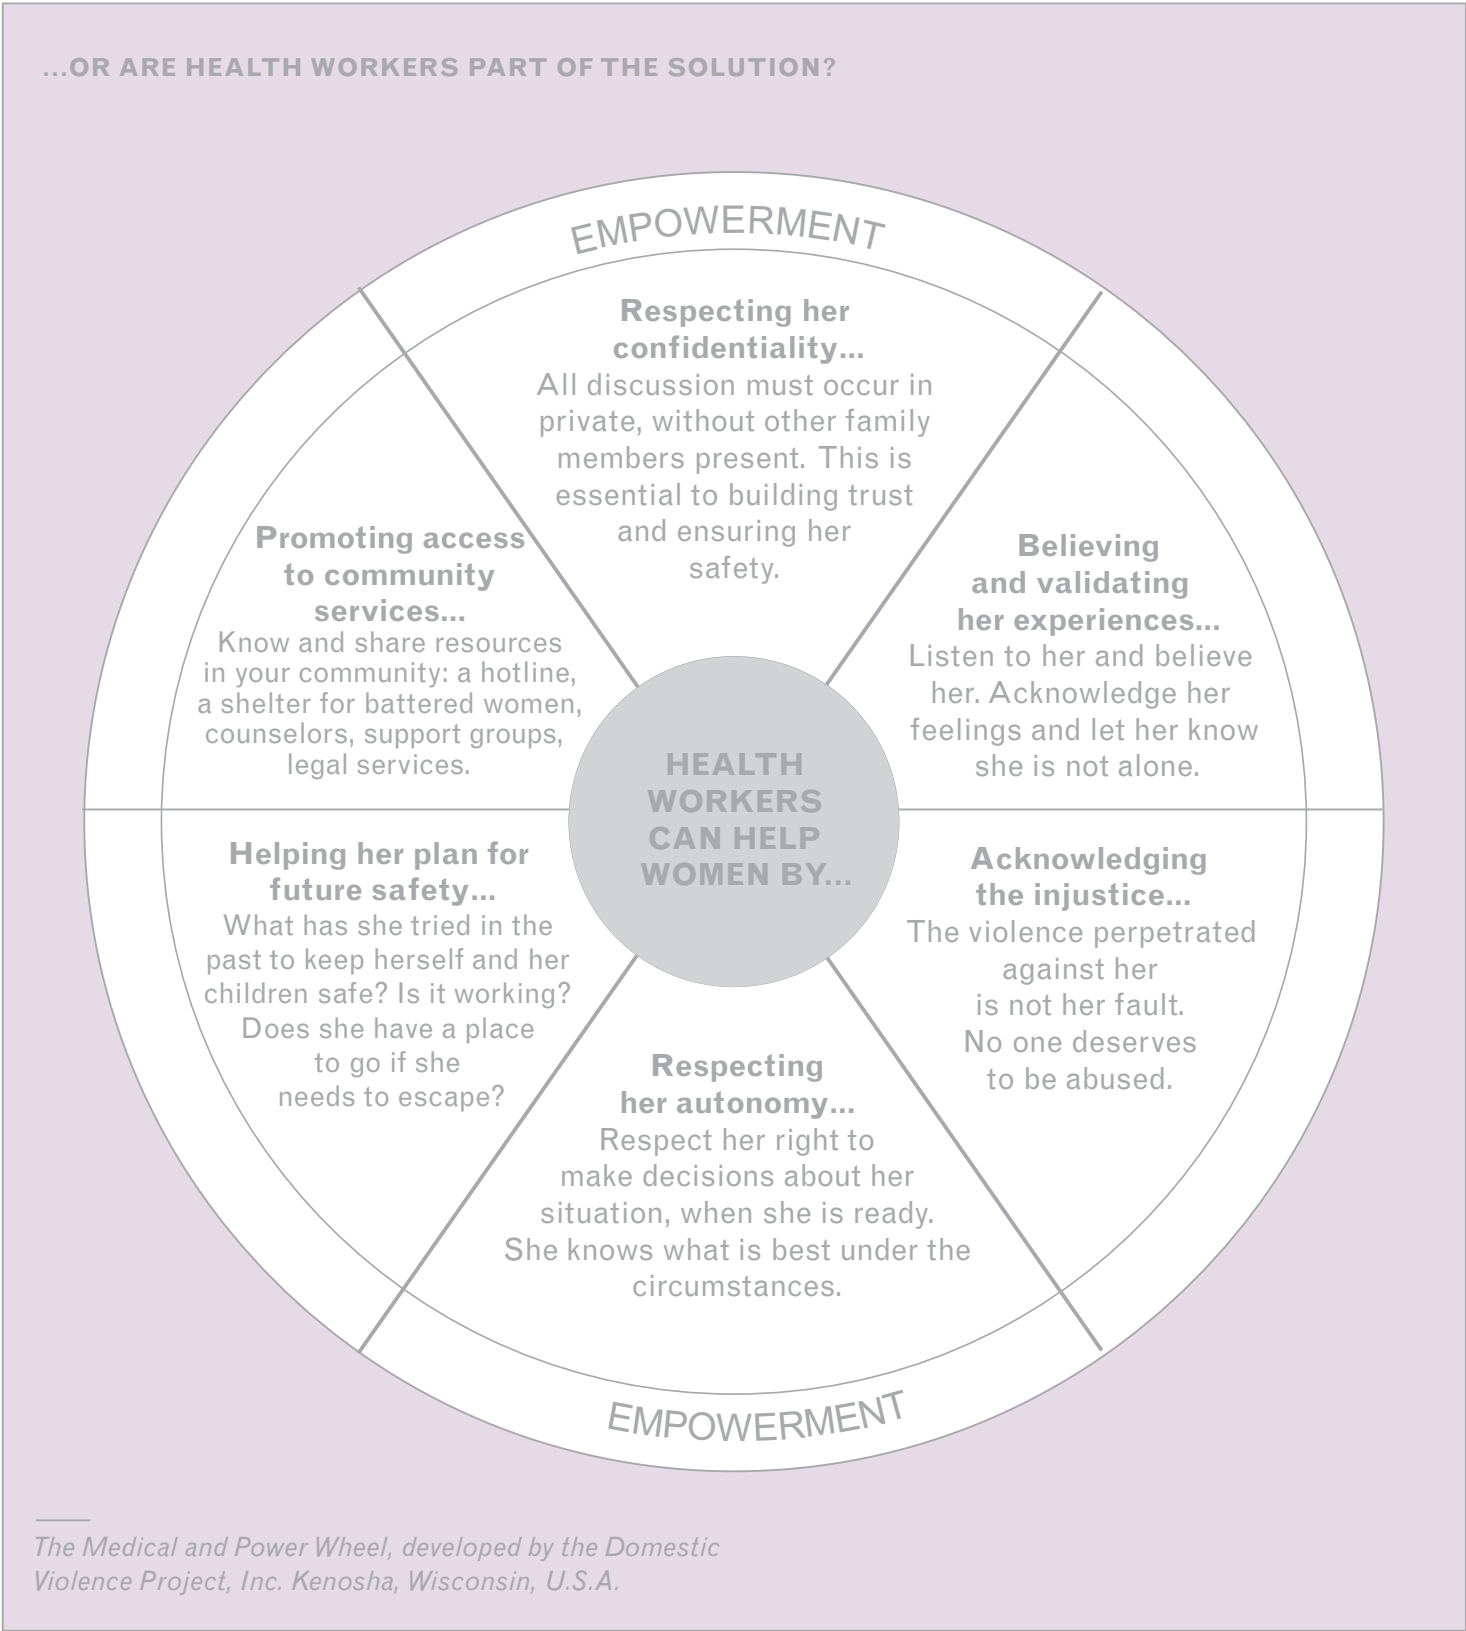 ...OR ARE HEALTH WORKERS PART OF THE SOLUTION?
EMPOWERMENT
Respecting her
confidentiality...
All discussion must occur in
private, without other family
members present. This is
essential to building trust
and ensuring her
safety.
Believing
and validating
her experiences...
Listen to her and believe
her. Acknowledge her
feelings and let her know
she is not alone.
Acknowledging
the injustice...
The violence perpetrated
against her
is not her fault.
No one deserves
to be abused.
Respecting
her autonomy...
Respect her right to
make decisions about her
situation, when she is ready.
She knows what is best under the
circumstances.
Helping her plan for
future safety...
What has she tried in the
past to keep herself and her
children safe? Is it working?
Does she have a place
to go if she
needs to escape?
Promoting access
to community
services...
Know and share resources
in your community: a hotline,
a shelter for battered women,
counselors, support groups,
legal services.
HEALTH
WORKERS
CAN HELP
WOMEN BY...
EMPOWERMENT
The Medical and Power Wheel, developed by the Domestic
Violence Project, Inc. Kenosha, Wisconsin, U.S.A.